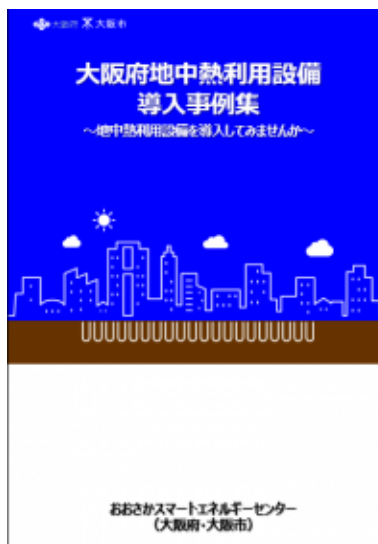 大阪府 大阪市
大阪府地中熱利用設備
導入事例集
～地中熱利用設備を導入してみませんか～
おおさかスマートエネルギーセンター
(大阪府・大阪市)